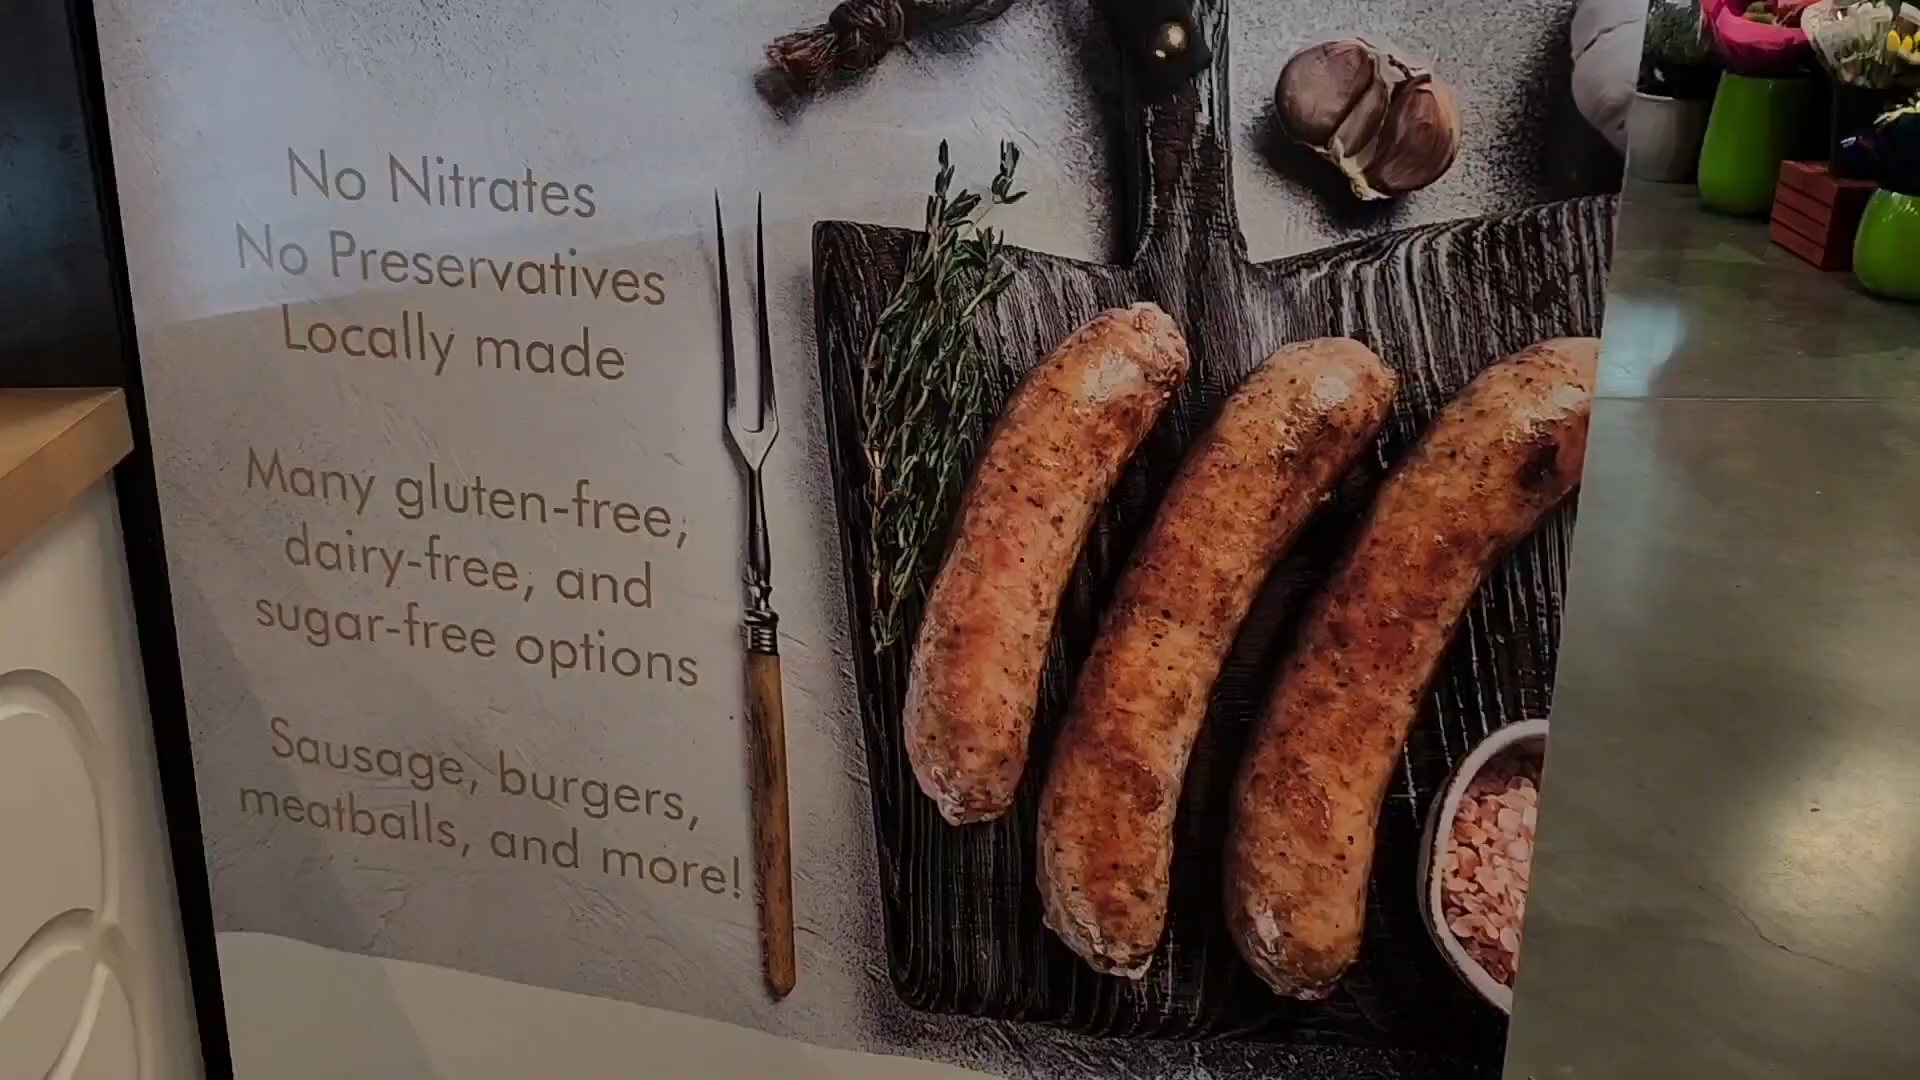 No Nitrates
No Preservatives
Locally made
Many gluten-free,
dairy-free, and
sugar-free options
Sausage, burgers,
meatballs, and more!